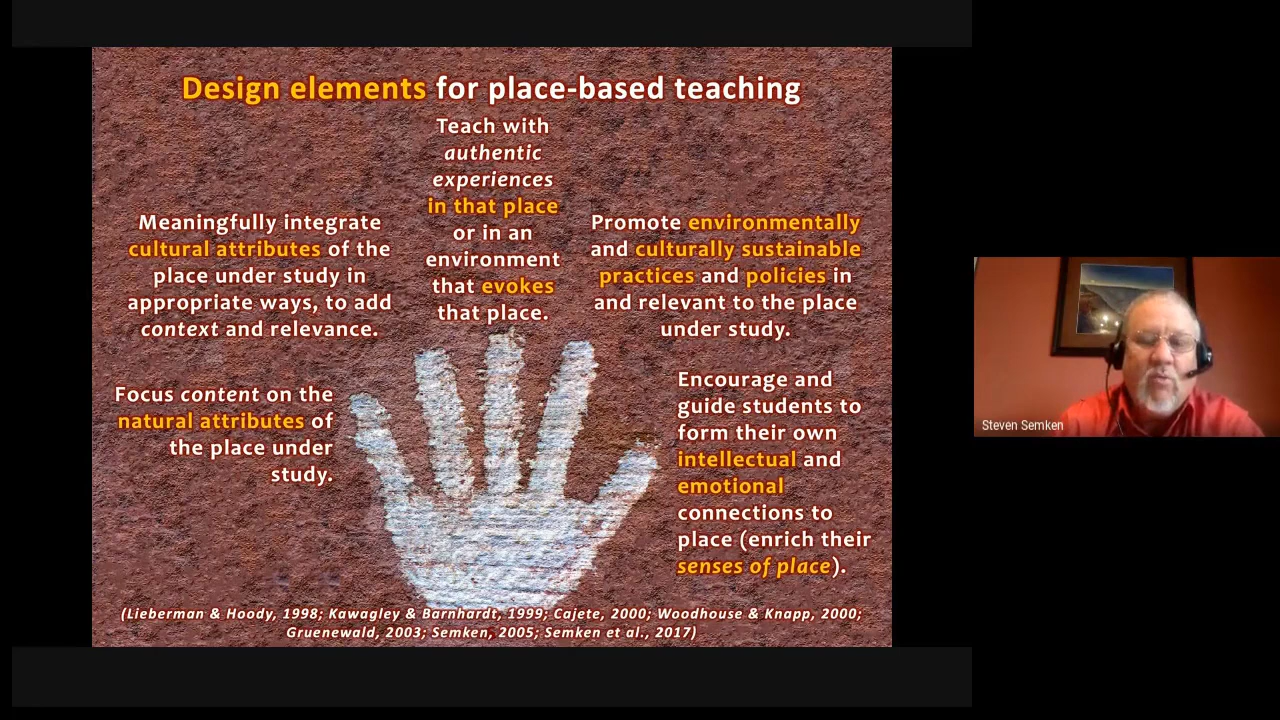 Design elements for place-based teaching
Teach with
authentic
experiences
in that place
or in an
environment
that evokes
that place.
Meaningfully integrate
cultural attributes of the
place under study in
appropriate ways, to add
context and relevance.
Promote environmentally
and culturally sustainable
practices and policies in
and relevant to the place
under study.
Focus content on the
natural attributes of
the place under
study.
Encourage and
guide students to
form their own
intellectual and
emotional
connections to
place (enrich their
senses of place).
(Lieberman & Hoody, 1998; Kawagley & Barnhardt, 1999; Cajete, 2000; Woodhouse & Knapp, 2000;
Gruenewald, 2003; Semken, 2005; Semken et al., 2017)
Steven Semken